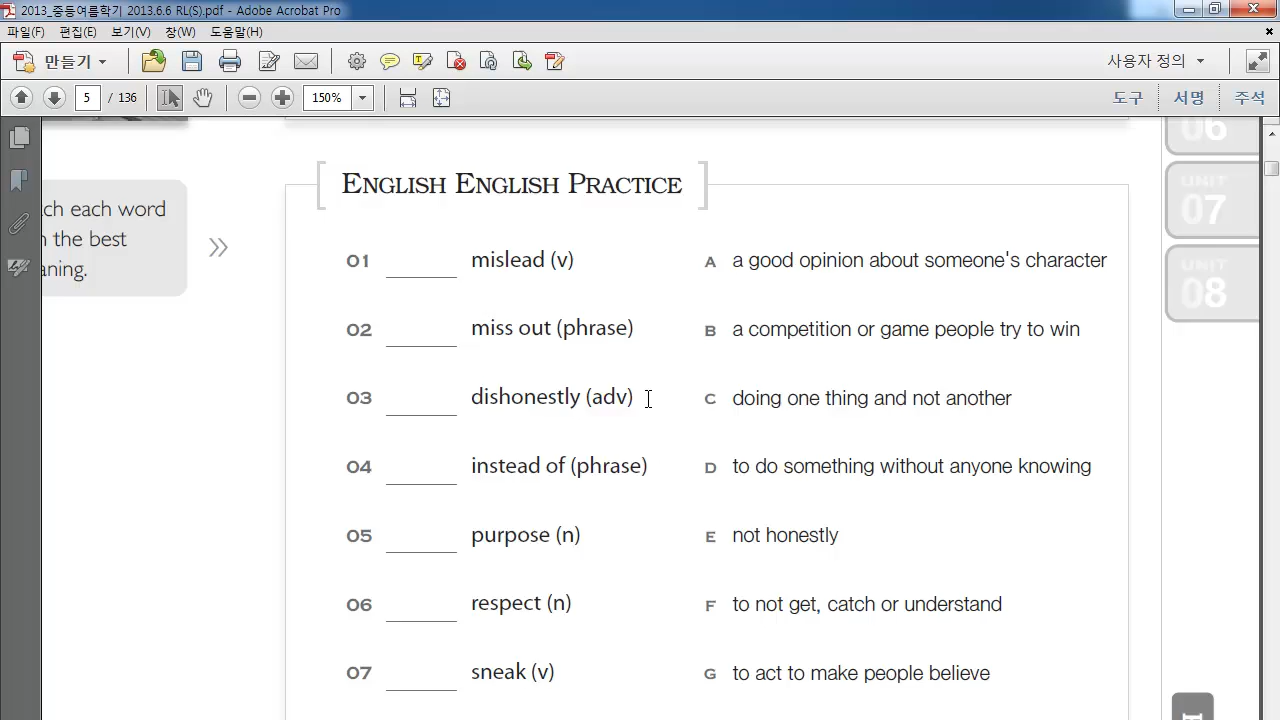 2013_중등여름학기 2013.6.6 RL(S).pdf - Adobe Acrobat Pro
파일(F) 편집(E) 보기(V) 창(W) 도움말(H)
만들기 사용자 정의
5 / 136 150% 도구 서명 주석
06
ENGLISH ENGLISH PRACTICE
UNIT
07
ch each word
the best
aning.
01 mislead (v) A a good opinion about someone's character
UNIT
08
02 miss out (phrase) B a competition or game people try to win
03 dishonestly (adv) C doing one thing and not another
04 instead of (phrase) D to do something without anyone knowing
05 purpose (n) E not honestly
06 respect (n) F to not get, catch or understand
07 sneak (v) G to act to make people believe